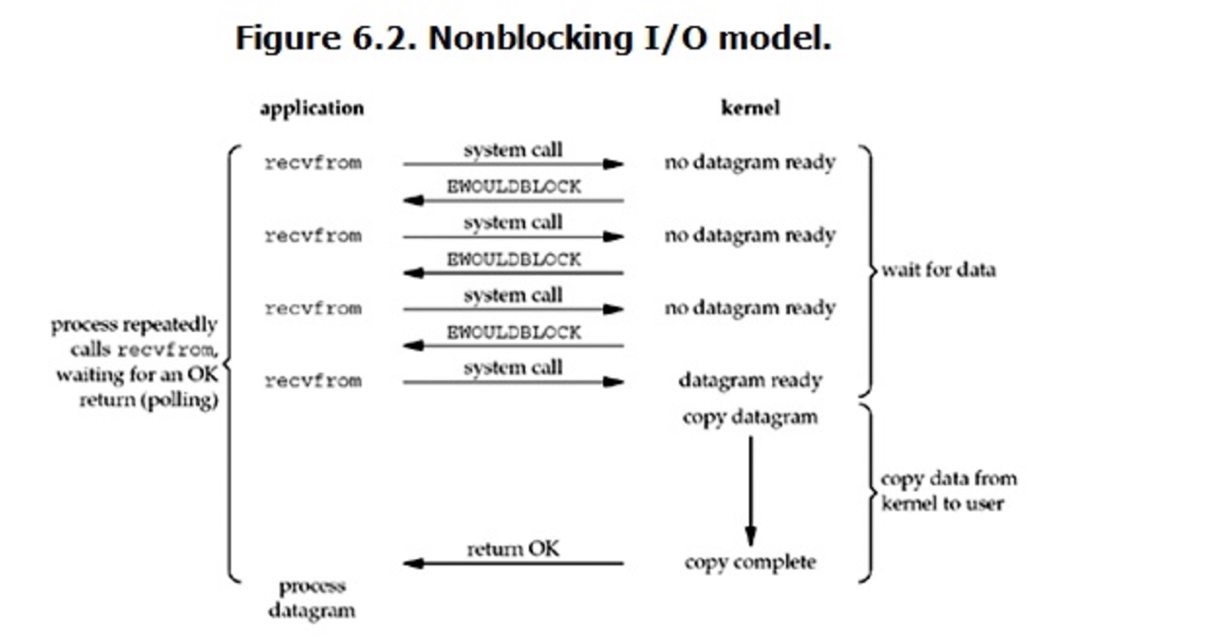 Figure 6.2. Nonblocking I/O model.
application
kernel
recvfrom
system call
no datagram ready
EWOULDBLOCK
recvfrom
system call
no datagram ready
EWOULDBLOCK
recvfrom
system call
no datagram ready
EWOULDBLOCK
recvfrom
system call
datagram ready
wait for data
process repeatedly
calls recvfrom,
waiting for an OK
return (polling)
copy datagram
copy data from
kernel to user
return OK
copy complete
process
datagram